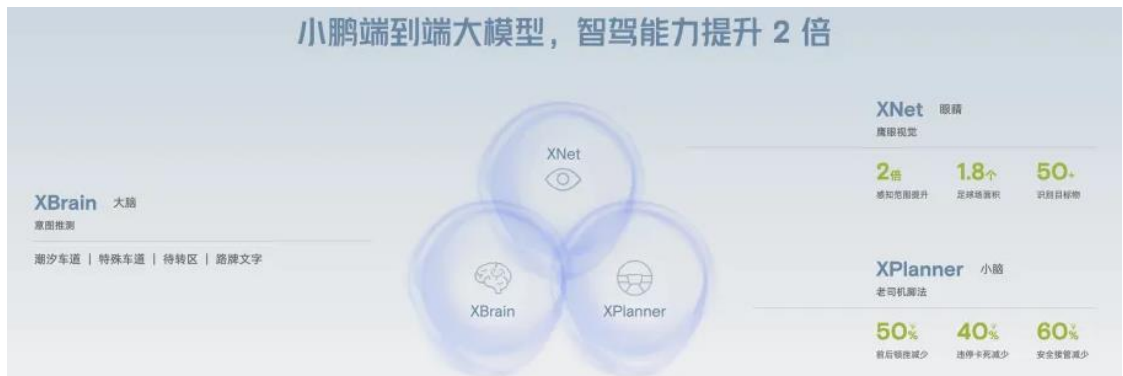 小鹏端到端大模型，智驾能力提升 2 倍
XNet
XBrain
XPlanner
XBrain 大脑
意图推测
潮汐车道 | 特殊车道 | 待转区 | 路牌文字
XNet 眼睛
鹰眼视觉
2倍 1.8个 50+
感知范围提升 足球场面积 识别目标物
XPlanner 小脑
老司机脚法
50% 40% 60%
前后顿挫减少 违停卡死减少 安全接管减少